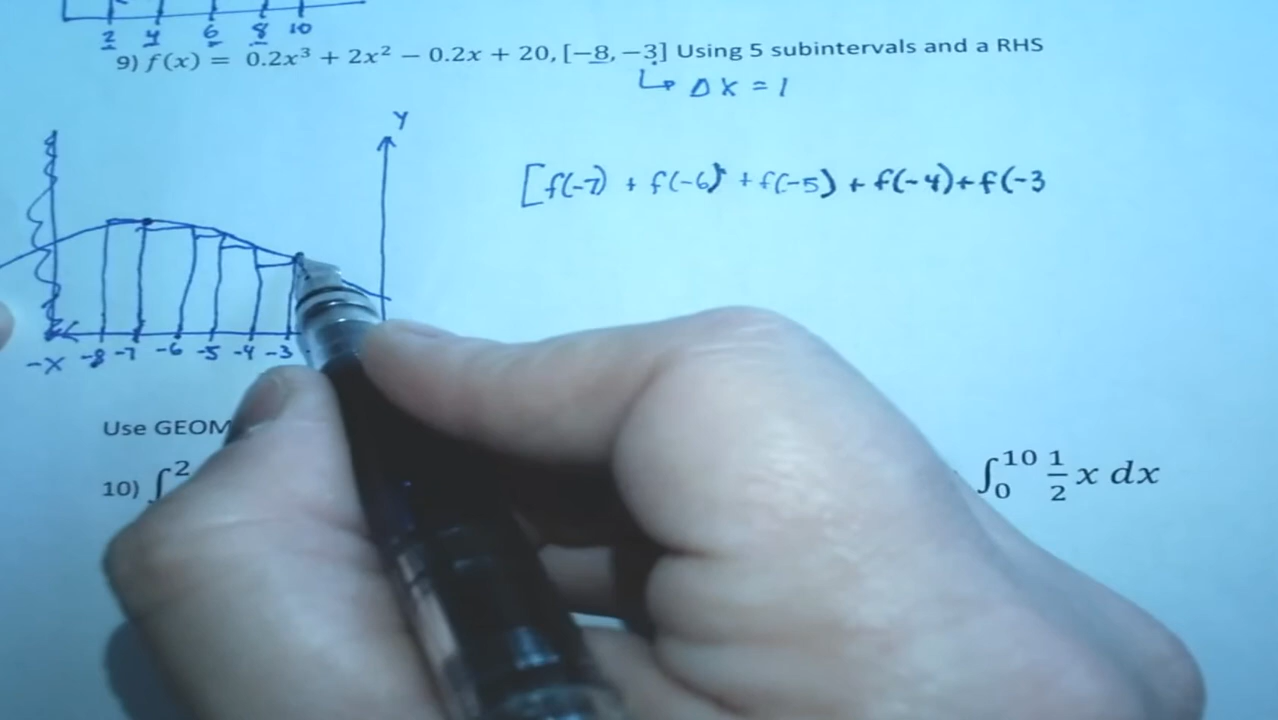 2 4 6 8 10
9) f(x) = 0.2x³ + 2x² − 0.2x + 20, [−8, −3] Using 5 subintervals and a RHS
↳ Δx = 1
Y
[f(-7) + f(-6) + f(-5) + f(-4) + f(-3
-X -8 -7 -6 -5 -4 -3
Use GEOM
10) ∫²
∫₀¹⁰ 1/2 x dx